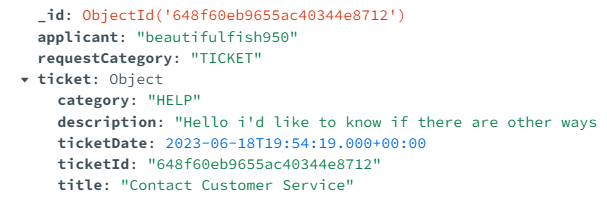 _id: ObjectId('648f60eb9655ac40344e8712')
applicant: "beautifulfish950"
requestCategory: "TICKET"
ticket: Object
category: "HELP"
description: "Hello i'd like to know if there are other ways
ticketDate: 2023-06-18T19:54:19.000+00:00
ticketId: "648f60eb9655ac40344e8712"
title: "Contact Customer Service"